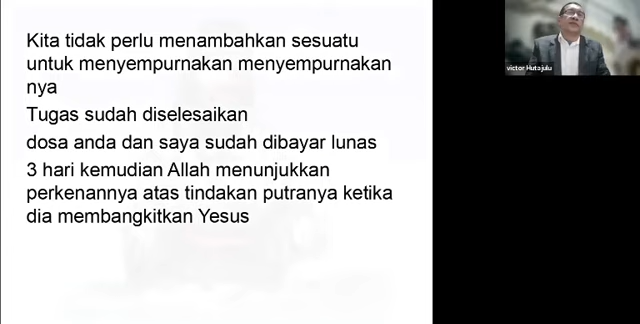 Kita tidak perlu menambahkan sesuatu
untuk menyempurnakan menyempurnakan
nya
Tugas sudah diselesaikan
dosa anda dan saya sudah dibayar lunas
3 hari kemudian Allah menunjukkan
perkenannya atas tindakan putranya ketika
dia membangkitkan Yesus
victor Hutajulu